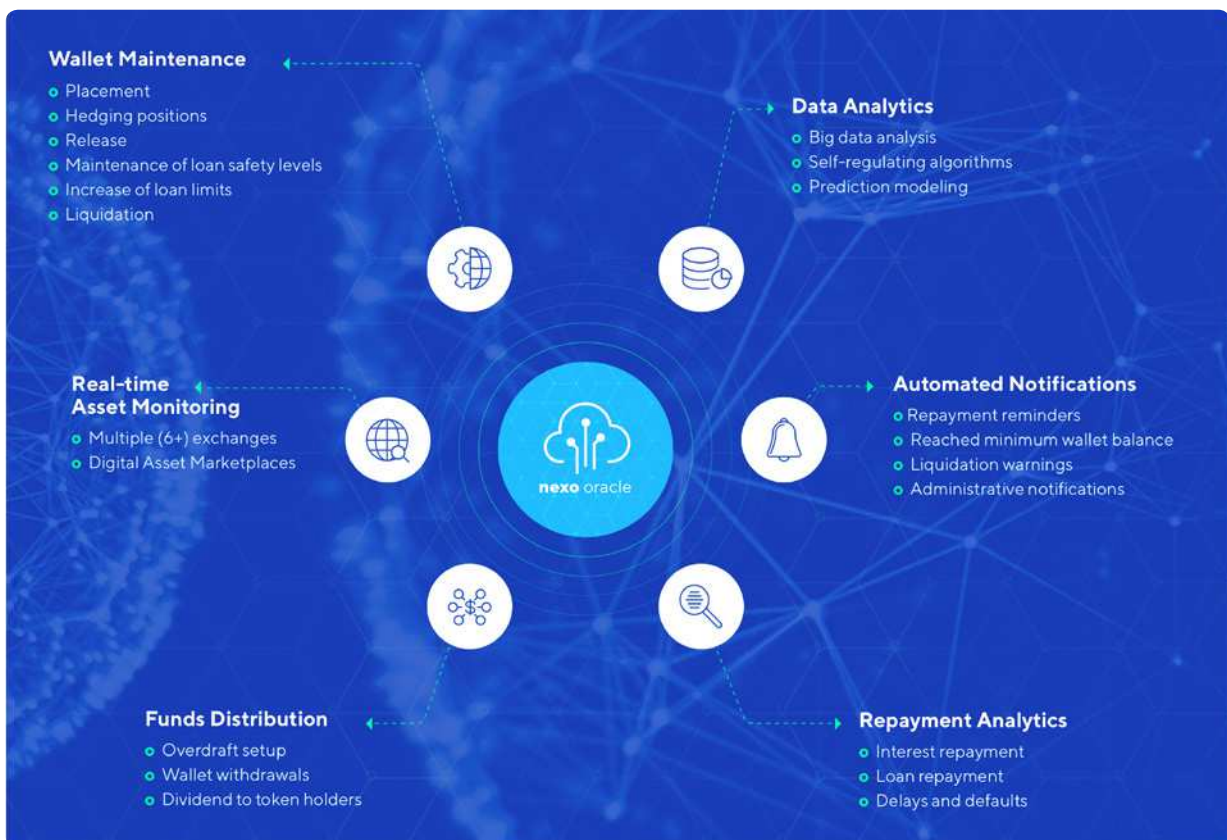 Wallet Maintenance
Placement
Hedging positions
Release
Maintenance of loan safety levels
Increase of loan limits
Liquidation
Data Analytics
Big data analysis
Self-regulating algorithms
Prediction modeling
Real-time
Asset Monitoring
Multiple (6+) exchanges
Digital Asset Marketplaces
nexo oracle
Automated Notifications
Repayment reminders
Reached minimum wallet balance
Liquidation warnings
Administrative notifications
Funds Distribution
Overdraft setup
Wallet withdrawals
Dividend to token holders
Repayment Analytics
Interest repayment
Loan repayment
Delays and defaults